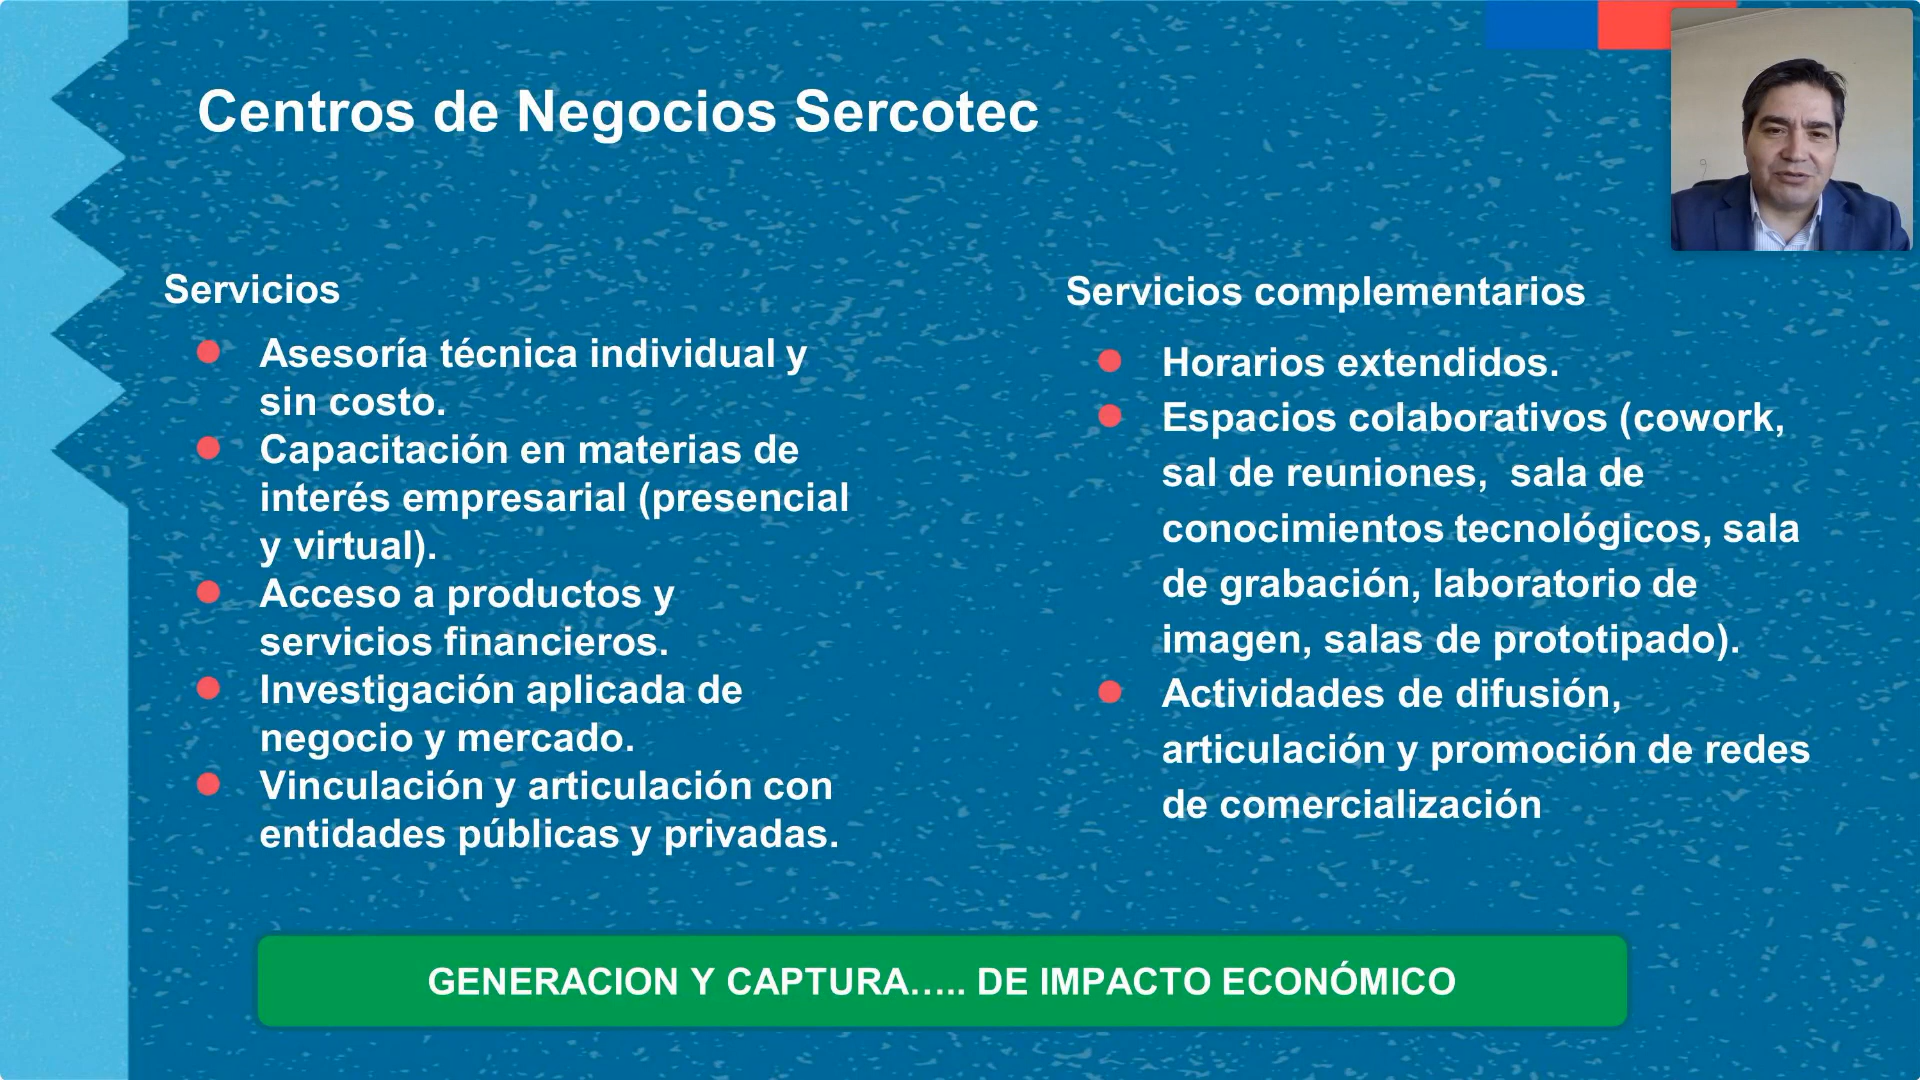 Centros de Negocios Sercotec
Servicios
Asesoría técnica individual y
sin costo.
Capacitación en materias de
interés empresarial (presencial
y virtual).
Acceso a productos y
servicios financieros.
Investigación aplicada de
negocio y mercado.
Vinculación y articulación con
entidades públicas y privadas.
Servicios complementarios
Horarios extendidos.
Espacios colaborativos (cowork,
sal de reuniones,  sala de
conocimientos tecnológicos, sala
de grabación, laboratorio de
imagen, salas de prototipado).
Actividades de difusión,
articulación y promoción de redes
de comercialización
GENERACION Y CAPTURA….. DE IMPACTO ECONÓMICO